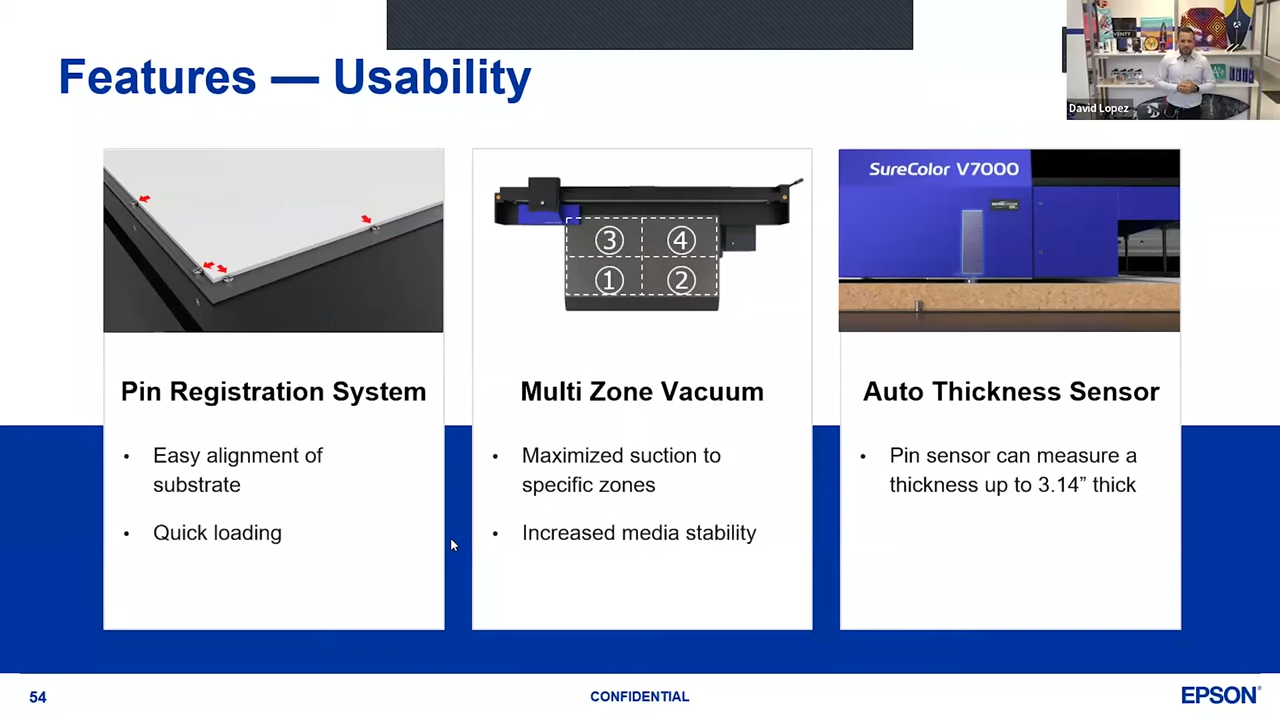 Features — Usability
David Lopez
③ ④
① ②
SureColor V7000
Pin Registration System
• Easy alignment of
substrate
• Quick loading
Multi Zone Vacuum
• Maximized suction to
specific zones
• Increased media stability
Auto Thickness Sensor
• Pin sensor can measure a
thickness up to 3.14” thick
54
CONFIDENTIAL
EPSON